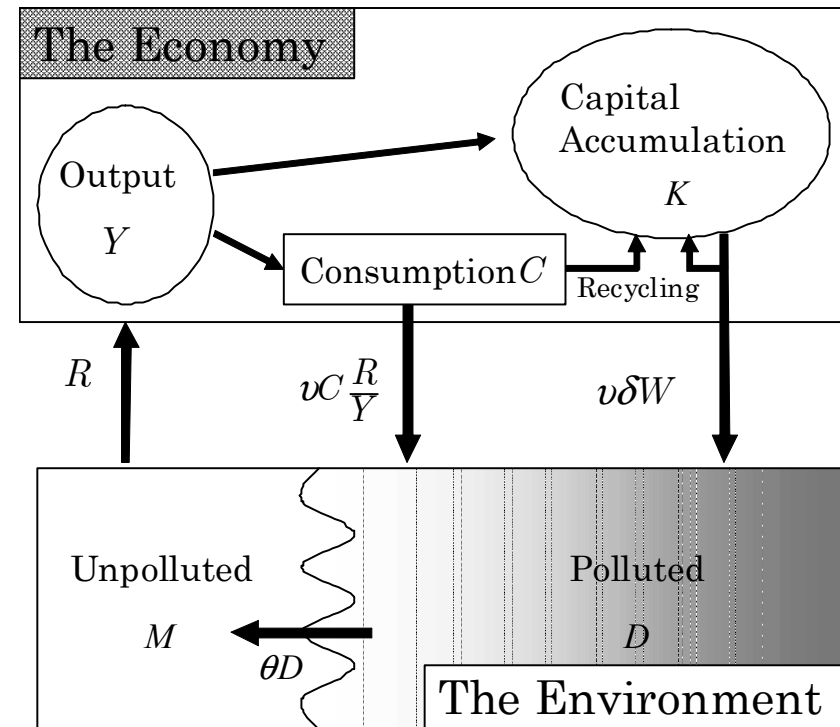 The Economy
Capital
Accumulation
K
Output
Y
Consumption C
Recycling
R
υC R/Y
υδW
Unpolluted
M
θD
Polluted
D
The Environment